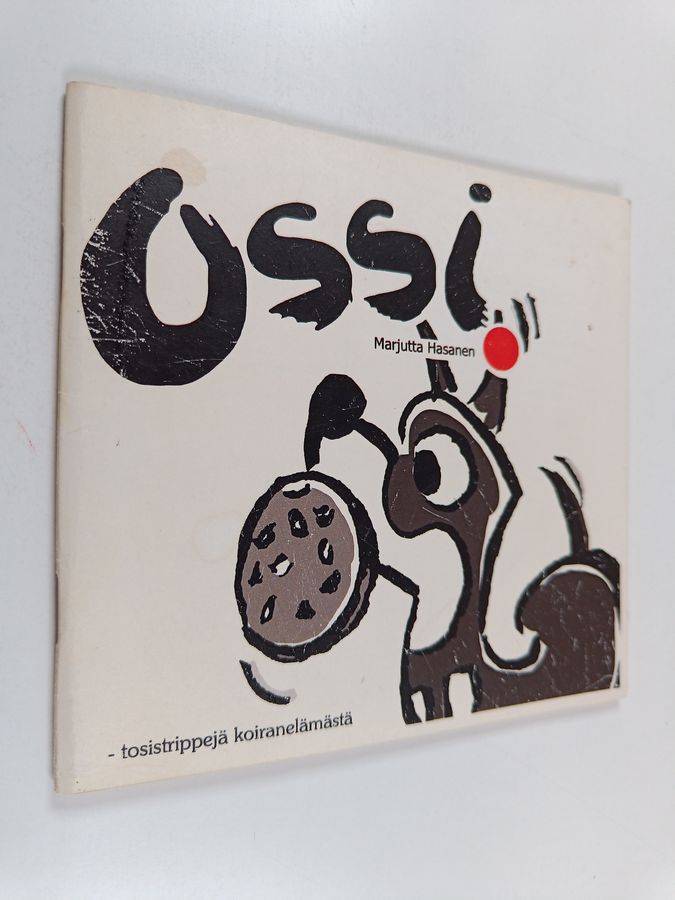 Ossi
Marjutta Hasanen
- tosistrippejä koiranelämästä